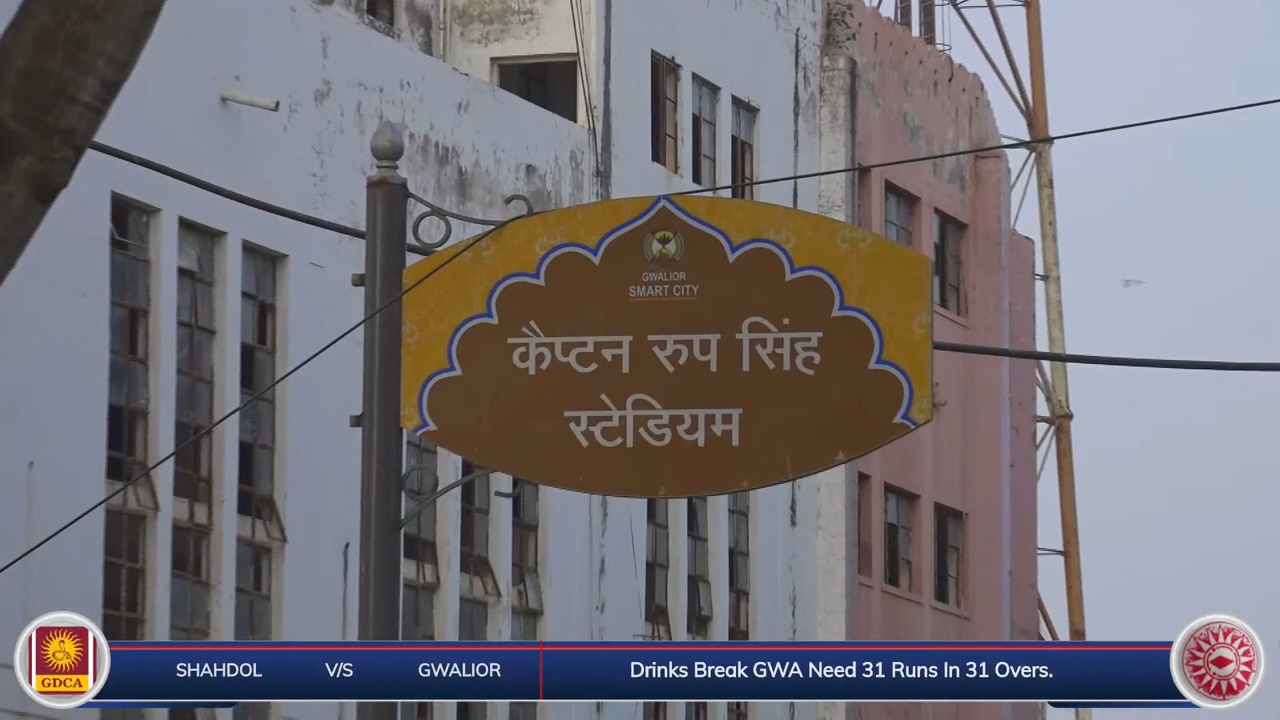 GWALIOR
SMART CITY
कैप्टन रुप सिंह
स्टेडियम
SHAHDOL V/S GWALIOR Drinks Break GWA Need 31 Runs In 31 Overs.
GDCA